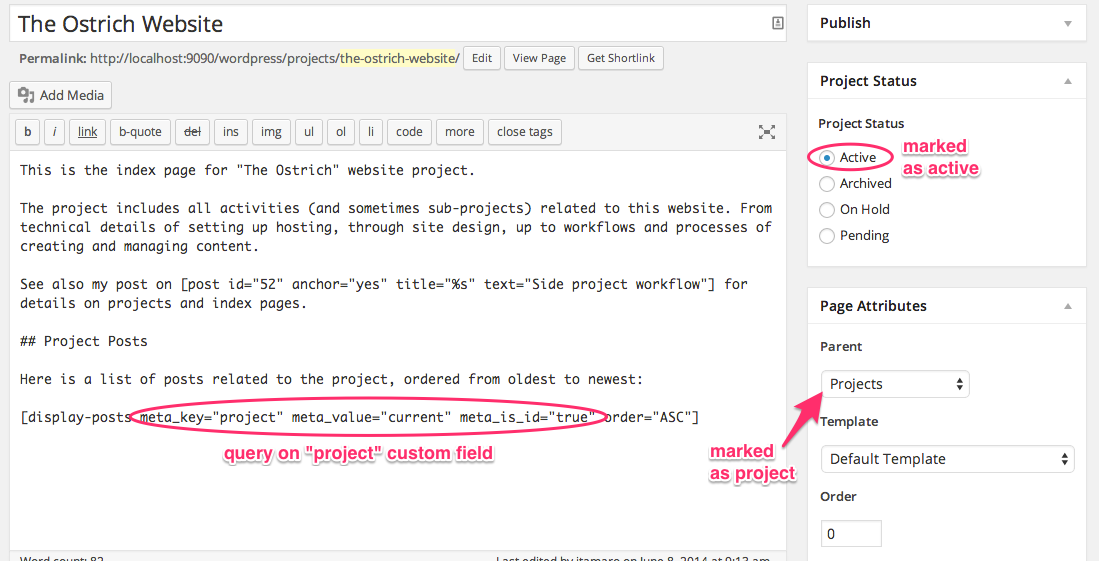 The Ostrich Website
Permalink: http://localhost:9090/wordpress/projects/the-ostrich-website/ Edit View Page Get Shortlink
Add Media
b i link b-quote del ins img ul ol li code more close tags
This is the index page for "The Ostrich" website project.
The project includes all activities (and sometimes sub-projects) related to this website. From
technical details of setting up hosting, through site design, up to workflows and processes of
creating and managing content.
See also my post on [post id="52" anchor="yes" title="%s" text="Side project workflow"] for
details on projects and index pages.
## Project Posts
Here is a list of posts related to the project, ordered from oldest to newest:
[display-posts meta_key="project" meta_value="current" meta_is_id="true" order="ASC"]
query on "project" custom field
Word count: 82
Last edited by itamaro on June 8, 2014 at 9:13 am
Publish
Project Status
Project Status
Active
marked
as active
Archived
On Hold
Pending
Page Attributes
Parent
Projects
Template
marked
as project
Default Template
Order
0